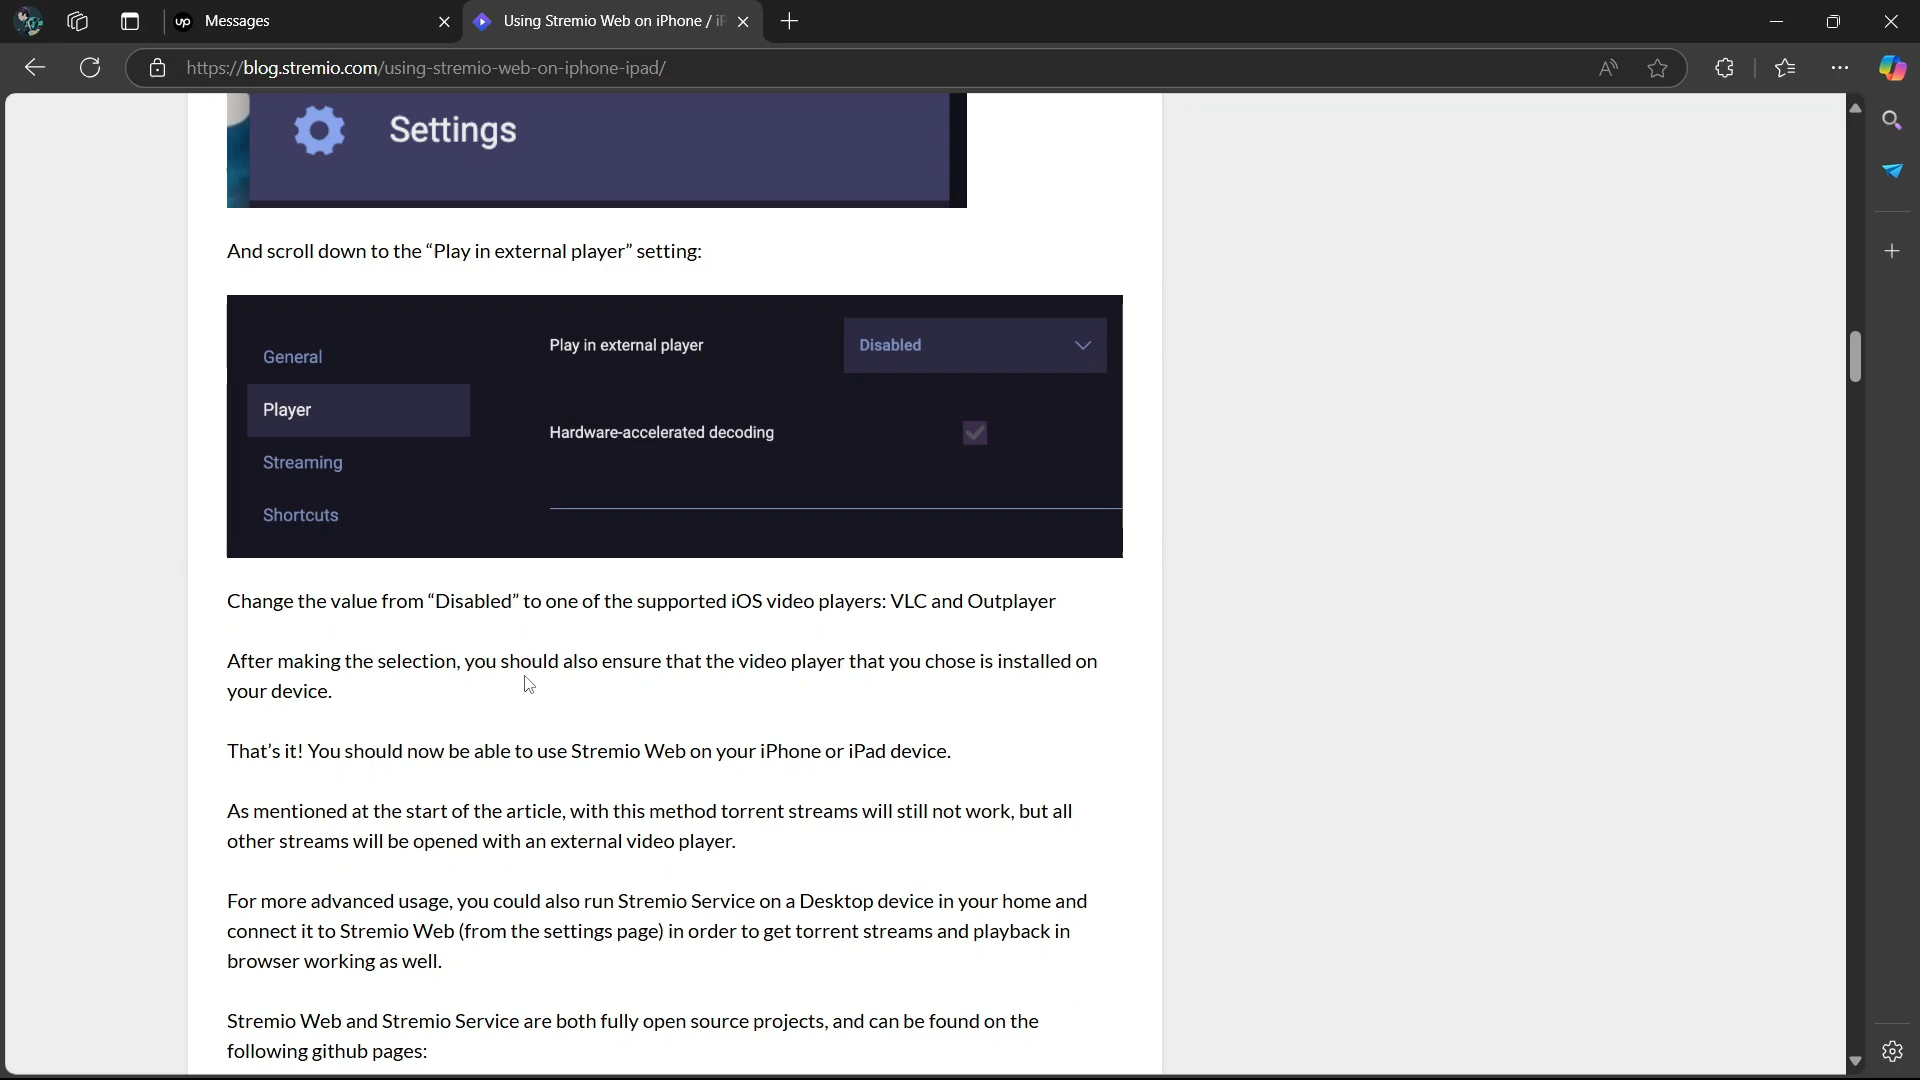 Messages
Using Stremio Web on iPhone / iP
https://blog.stremio.com/using-stremio-web-on-iphone-ipad/
Settings
And scroll down to the “Play in external player” setting:
General
Player
Streaming
Shortcuts
Play in external player
Disabled
Hardware-accelerated decoding
Change the value from “Disabled” to one of the supported iOS video players: VLC and Outplayer
After making the selection, you should also ensure that the video player that you chose is installed on
your device.
That’s it! You should now be able to use Stremio Web on your iPhone or iPad device.
As mentioned at the start of the article, with this method torrent streams will still not work, but all
other streams will be opened with an external video player.
For more advanced usage, you could also run Stremio Service on a Desktop device in your home and
connect it to Stremio Web (from the settings page) in order to get torrent streams and playback in
browser working as well.
Stremio Web and Stremio Service are both fully open source projects, and can be found on the
following github pages: